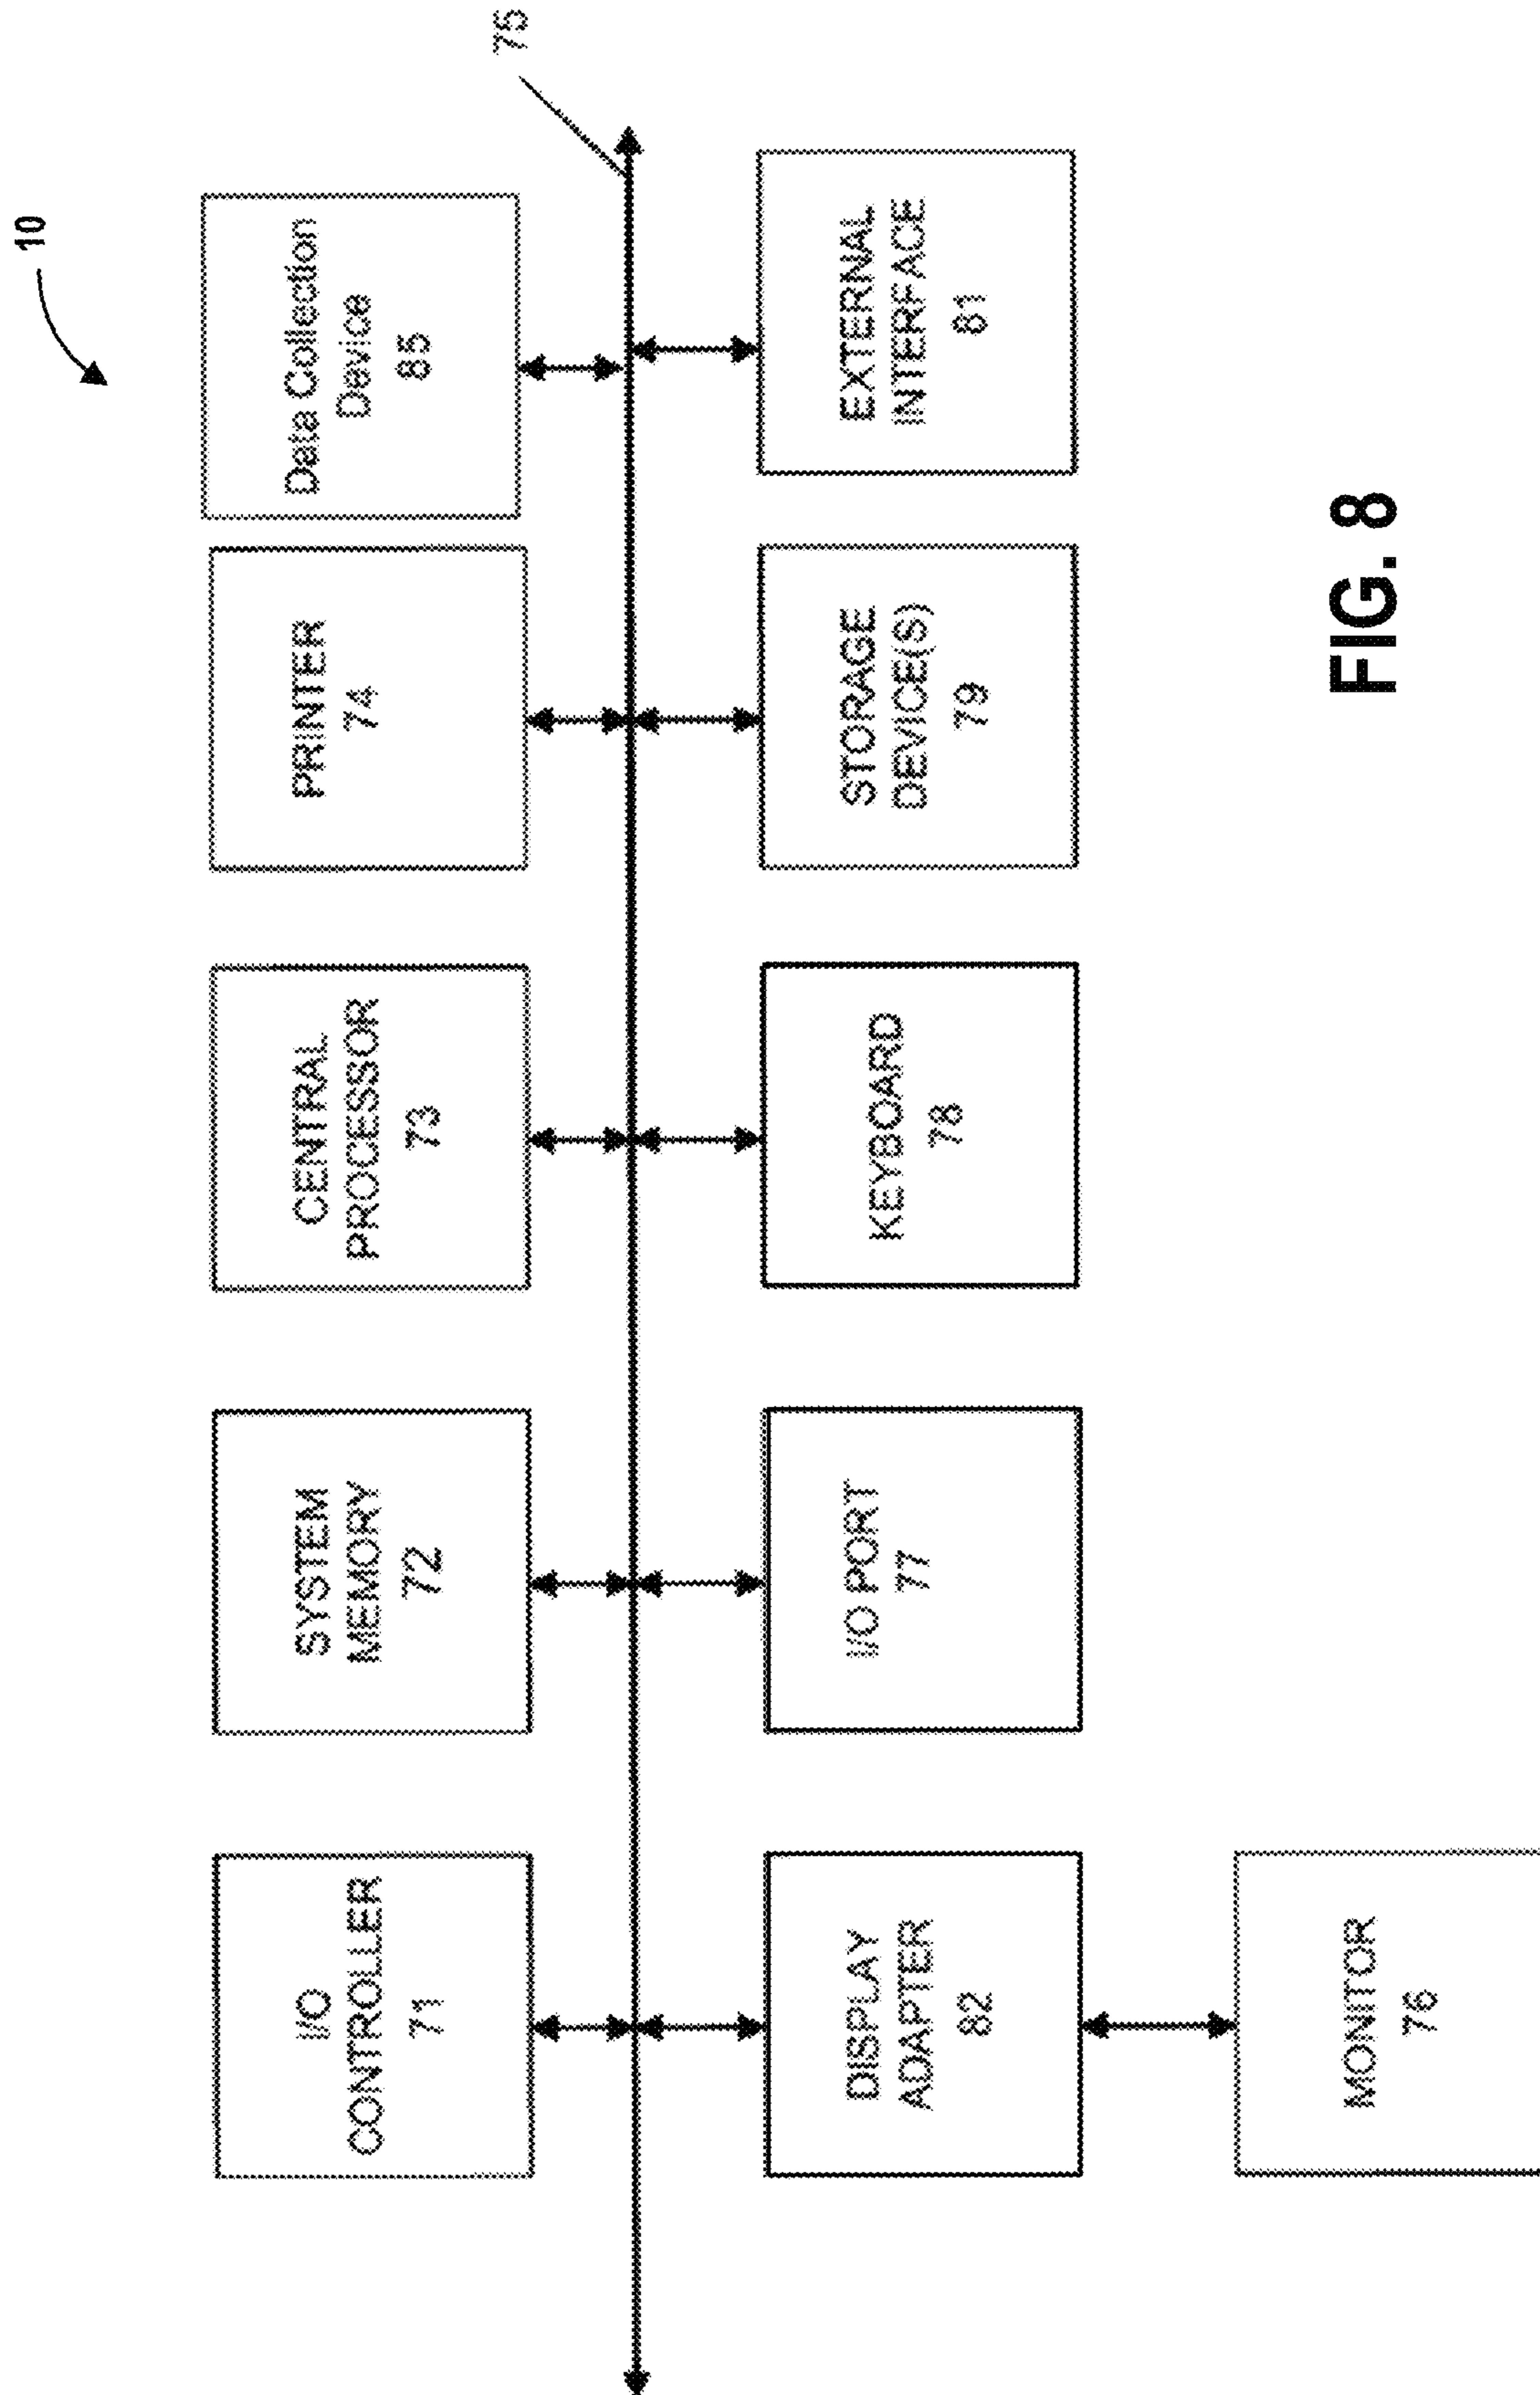 10
I/O
CONTROLLER
71
SYSTEM
MEMORY
72
CENTRAL
PROCESSOR
73
PRINTER
74
Data Collection
Device
85
75
DISPLAY
ADAPTER
82
I/O PORT
77
KEYBOARD
78
STORAGE
DEVICE(S)
79
EXTERNAL
INTERFACE
81
MONITOR
76
FIG. 8